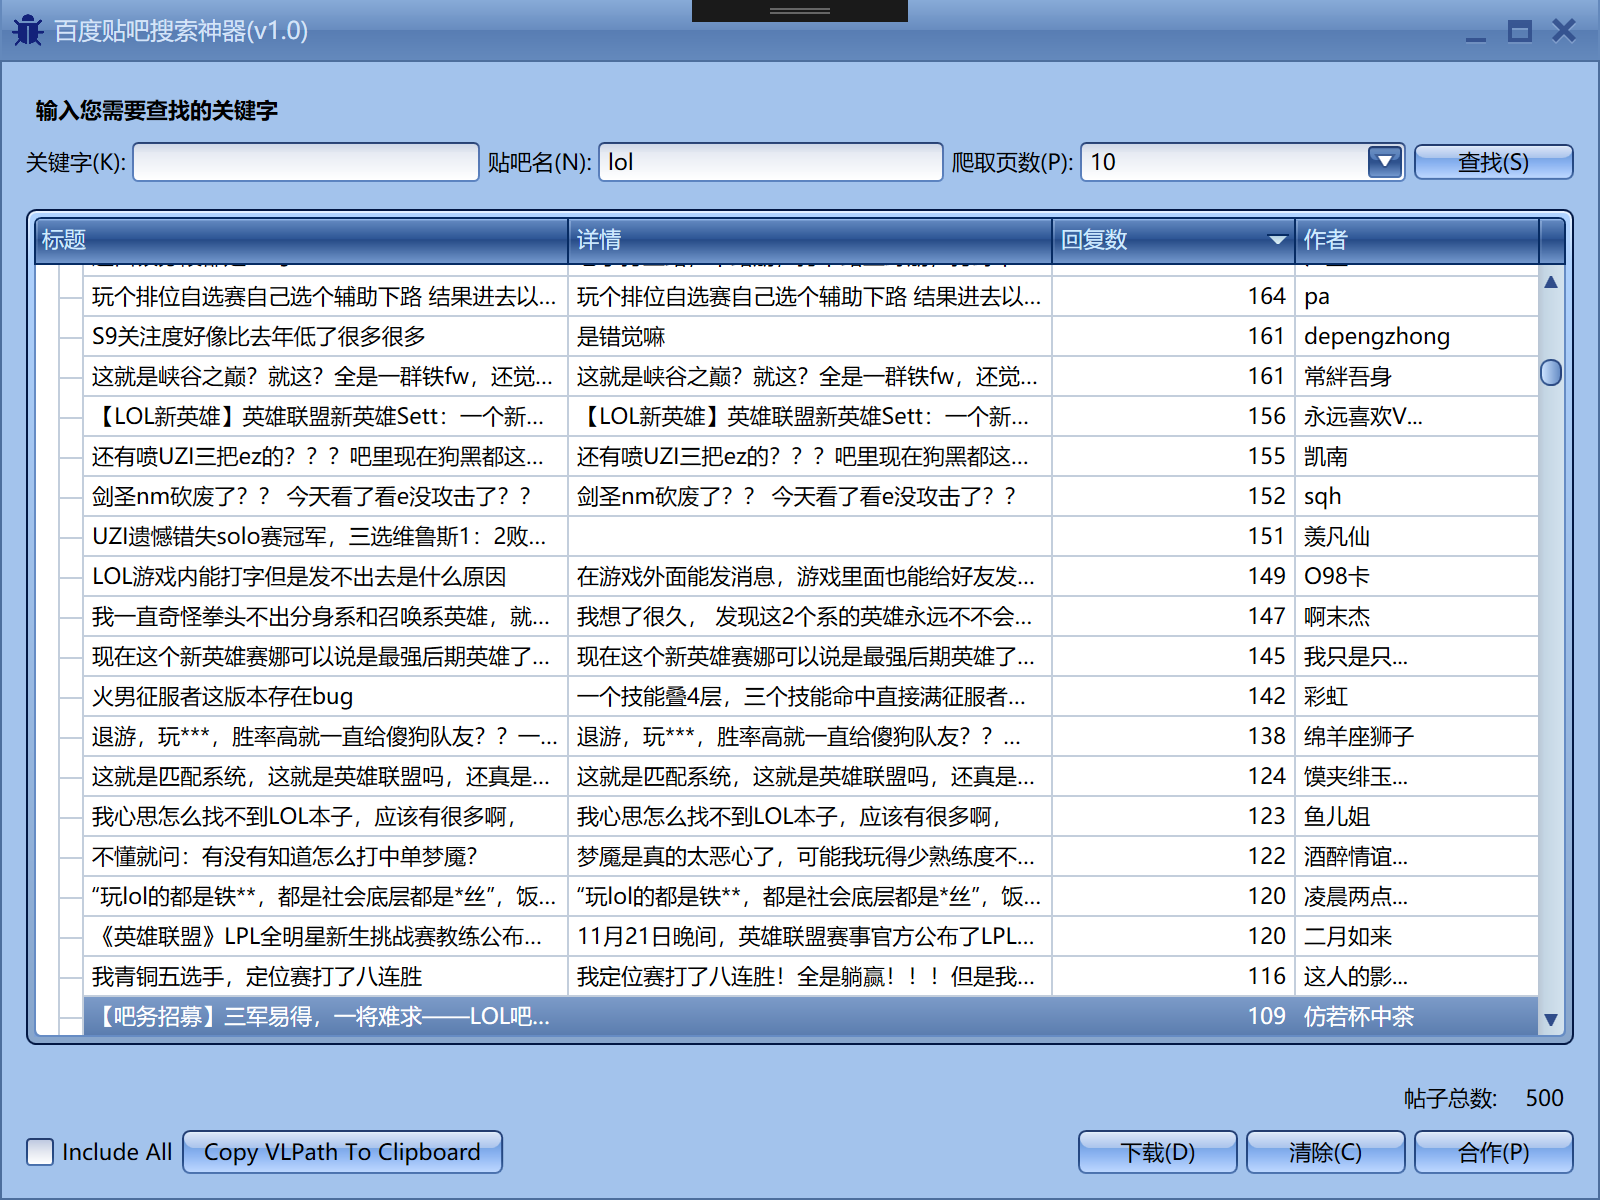 百度贴吧搜索神器(v1.0)
输入您需要查找的关键字
关键字(K): 贴吧名(N): lol 爬取页数(P): 10 查找(S)
标题 详情 回复数 作者
玩个排位自选赛自己选个辅助下路 结果进去以... 玩个排位自选赛自己选个辅助下路 结果进去以... 164 pa
S9关注度好像比去年低了很多很多 是错觉嘛 161 depengzhong
这就是峡谷之巅？就这？全是一群铁fw，还觉... 这就是峡谷之巅？就这？全是一群铁fw，还觉... 161 常絆吾身
【LOL新英雄】英雄联盟新英雄Sett：一个新... 【LOL新英雄】英雄联盟新英雄Sett：一个新... 156 永远喜欢V...
还有喷UZI三把ez的？？？吧里现在狗黑都这... 还有喷UZI三把ez的？？？吧里现在狗黑都这... 155 凯南
剑圣nm砍废了？？ 今天看了看e没攻击了？？ 剑圣nm砍废了？？ 今天看了看e没攻击了？？ 152 sqh
UZI遗憾错失solo赛冠军，三选维鲁斯1：2败... 151 羡凡仙
LOL游戏内能打字但是发不出去是什么原因 在游戏外面能发消息，游戏里面也能给好友发... 149 O98卡
我一直奇怪拳头不出分身系和召唤系英雄，就... 我想了很久， 发现这2个系的英雄永远不不会... 147 啊末杰
现在这个新英雄赛娜可以说是最强后期英雄了... 现在这个新英雄赛娜可以说是最强后期英雄了... 145 我只是只...
火男征服者这版本存在bug 一个技能叠4层，三个技能命中直接满征服者... 142 彩虹
退游，玩***，胜率高就一直给傻狗队友？？一... 退游，玩***，胜率高就一直给傻狗队友？？... 138 绵羊座狮子
这就是匹配系统，这就是英雄联盟吗，还真是... 这就是匹配系统，这就是英雄联盟吗，还真是... 124 馍夹绯玉...
我心思怎么找不到LOL本子，应该有很多啊， 我心思怎么找不到LOL本子，应该有很多啊， 123 鱼儿姐
不懂就问：有没有知道怎么打中单梦魇? 梦魇是真的太恶心了，可能我玩得少熟练度不... 122 酒醉情谊...
“玩lol的都是铁**，都是社会底层都是*丝”，饭... “玩lol的都是铁**，都是社会底层都是*丝”，饭... 120 凌晨两点...
《英雄联盟》LPL全明星新生挑战赛教练公布... 11月21日晚间，英雄联盟赛事官方公布了LPL... 120 二月如来
我青铜五选手，定位赛打了八连胜 我定位赛打了八连胜！全是躺赢！！！但是我... 116 这人的影...
【吧务招募】三军易得，一将难求——LOL吧... 109 仿若杯中茶
帖子总数: 500
Include All Copy VLPath To Clipboard 下载(D) 清除(C) 合作(P)